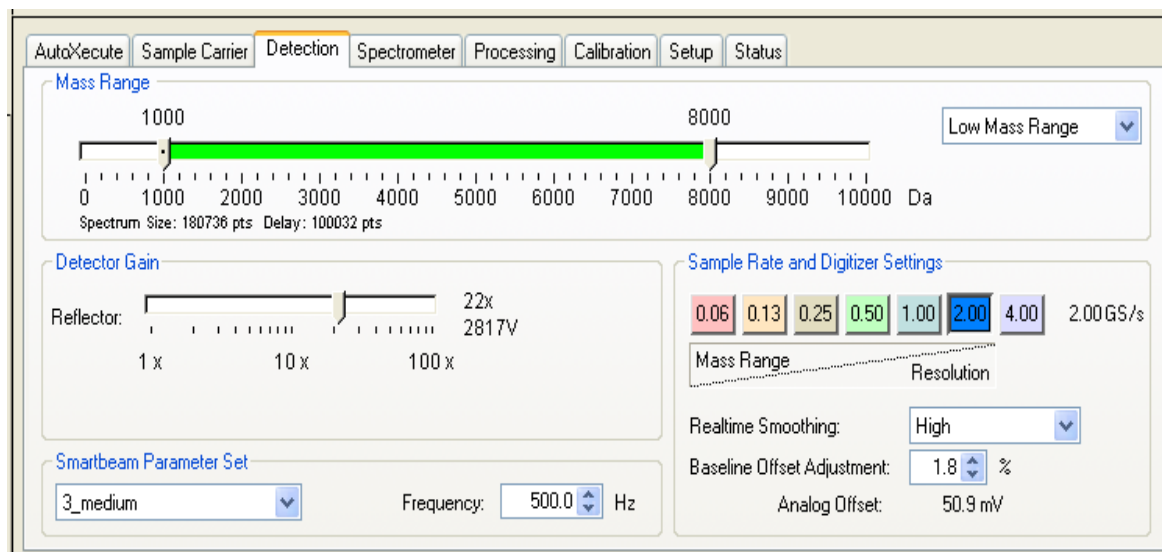 AutoXecute Sample Carrier Detection Spectrometer Processing Calibration Setup Status
Mass Range
1000 8000
Low Mass Range
0 1000 2000 3000 4000 5000 6000 7000 8000 9000 10000 Da
Spectrum Size: 180736 pts Delay: 100032 pts
Detector Gain
Reflector:
22x
2817V
1 x 10 x 100 x
Smartbeam Parameter Set
3_medium
Frequency: 500.0 Hz
Sample Rate and Digitizer Settings
0.06 0.13 0.25 0.50 1.00 2.00 4.00 2.00 GS/s
Mass Range
Resolution
Realtime Smoothing: High
Baseline Offset Adjustment: 1.8 %
Analog Offset: 50.9 mV